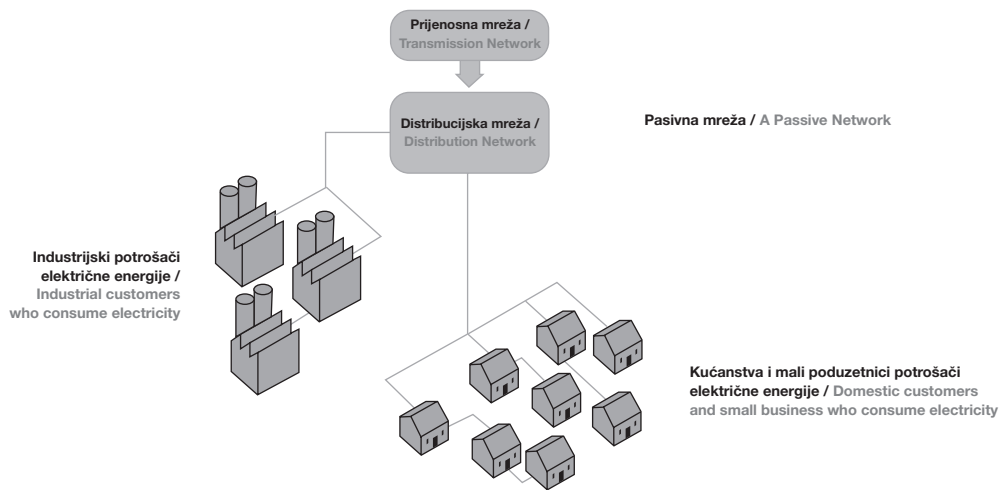 Prijenosna mreža /
Transmission Network
Distribucijska mreža /
Distribution Network
Pasivna mreža / A Passive Network
Industrijski potrošači
električne energije /
Industrial customers
who consume electricity
Kućanstva i mali poduzetnici potrošači
električne energije / Domestic customers
and small business who consume electricity